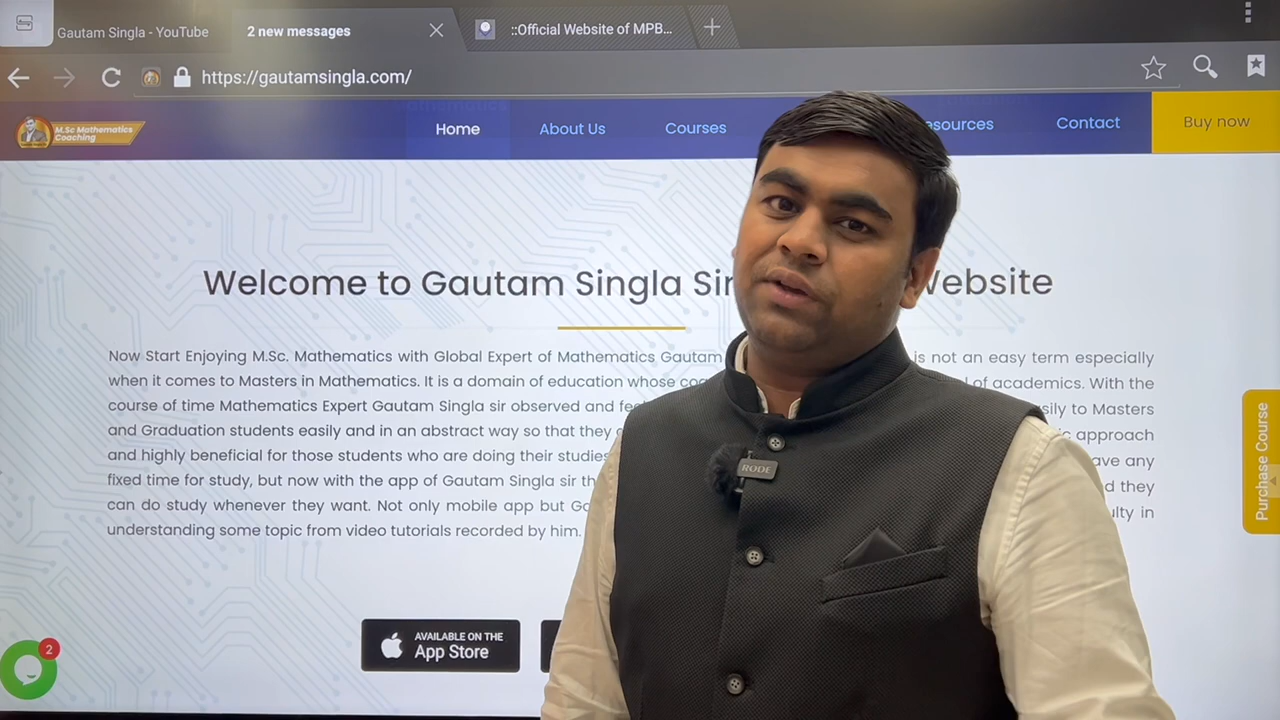 Gautam Singla - YouTube
2 new messages
::Official Website of MPB...
https://gautamsingla.com/
M.Sc Mathematics
Coaching
Home
About Us
Courses
esources
Contact
Buy now
Welcome to Gautam Singla Sir Website
Now Start Enjoying M.Sc. Mathematics with Global Expert of Mathematics Gautam is not an easy term especially
when it comes to Masters in Mathematics. It is a domain of education whose of academics. With the
course of time Mathematics Expert Gautam Singla sir observed and easily to Masters
and Graduation students easily and in an abstract way so that they approach
and highly beneficial for those students who are doing their studies have any
fixed time for study, but now with the app of Gautam Singla sir they
can do study whenever they want. Not only mobile app but in
understanding some topic from video tutorials recorded by him.
Purchase Course
RODE
AVAILABLE ON THE
App Store
2